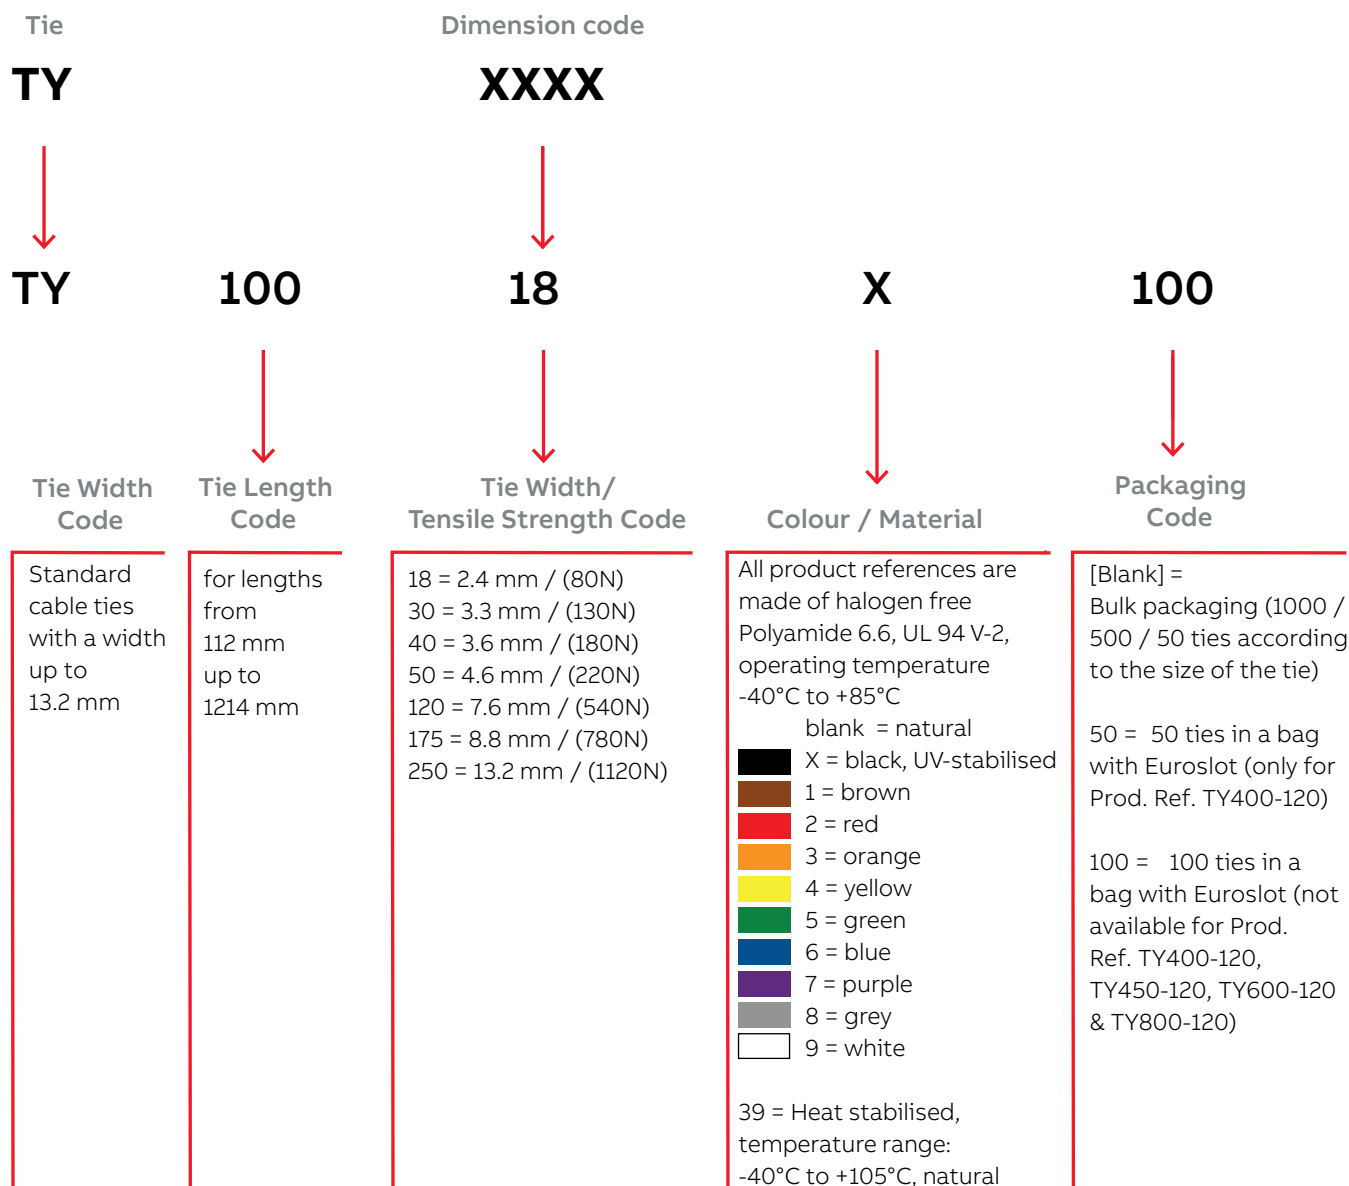 Tie
Dimension code
TY
XXXX
TY
100
18
X
100
Tie Width
Code
Standard
cable ties
with a width
up to
13.2 mm
Tie Length
Code
for lengths
from
112 mm
up to
1214 mm
Tie Width/
Tensile Strength Code
18 = 2.4 mm / (80N)
30 = 3.3 mm / (130N)
40 = 3.6 mm / (180N)
50 = 4.6 mm / (220N)
120 = 7.6 mm / (540N)
175 = 8.8 mm / (780N)
250 = 13.2 mm / (1120N)
Colour / Material
All product references are
made of halogen free
Polyamide 6.6, UL 94 V-2,
operating temperature
-40°C to +85°C
blank = natural
X = black, UV-stabilised
1 = brown
2 = red
3 = orange
4 = yellow
5 = green
6 = blue
7 = purple
8 = grey
9 = white
39 = Heat stabilised,
temperature range:
-40°C to +105°C, natural
Packaging
Code
[Blank] =
Bulk packaging (1000 /
500 / 50 ties according
to the size of the tie)
50 = 50 ties in a bag
with Euroslot (only for
Prod. Ref. TY400-120)
100 = 100 ties in a
bag with Euroslot (not
available for Prod.
Ref. TY400-120,
TY450-120, TY600-120
& TY800-120)